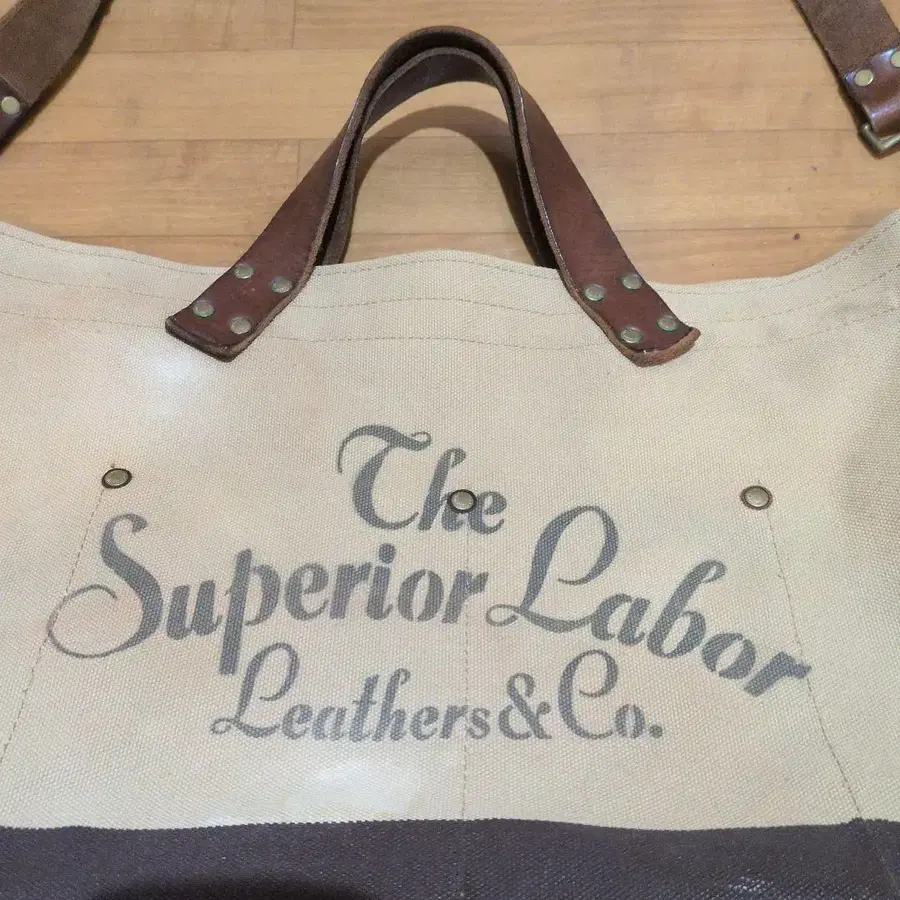 The
Superior Labor
Leathers & Co.